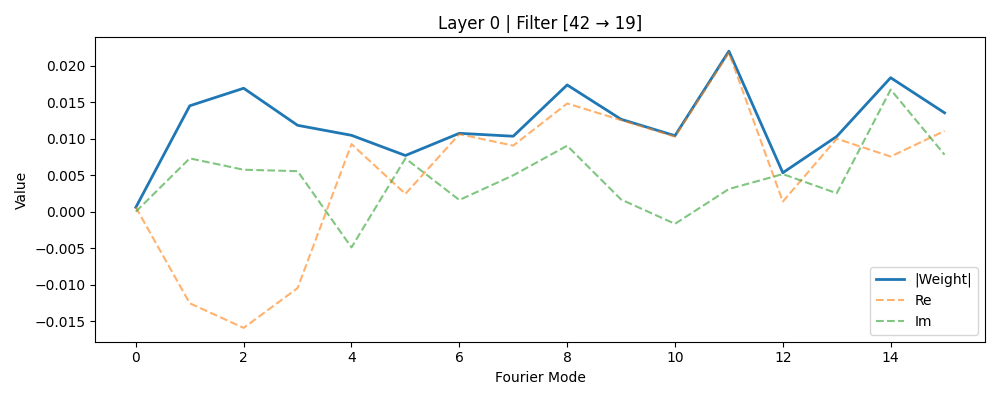 Layer 0 | Filter [42 → 19]
Value
0.020
0.015
0.010
0.005
0.000
−0.005
−0.010
−0.015
|Weight|
Re
Im
0 2 4 6 8 10 12 14
Fourier Mode